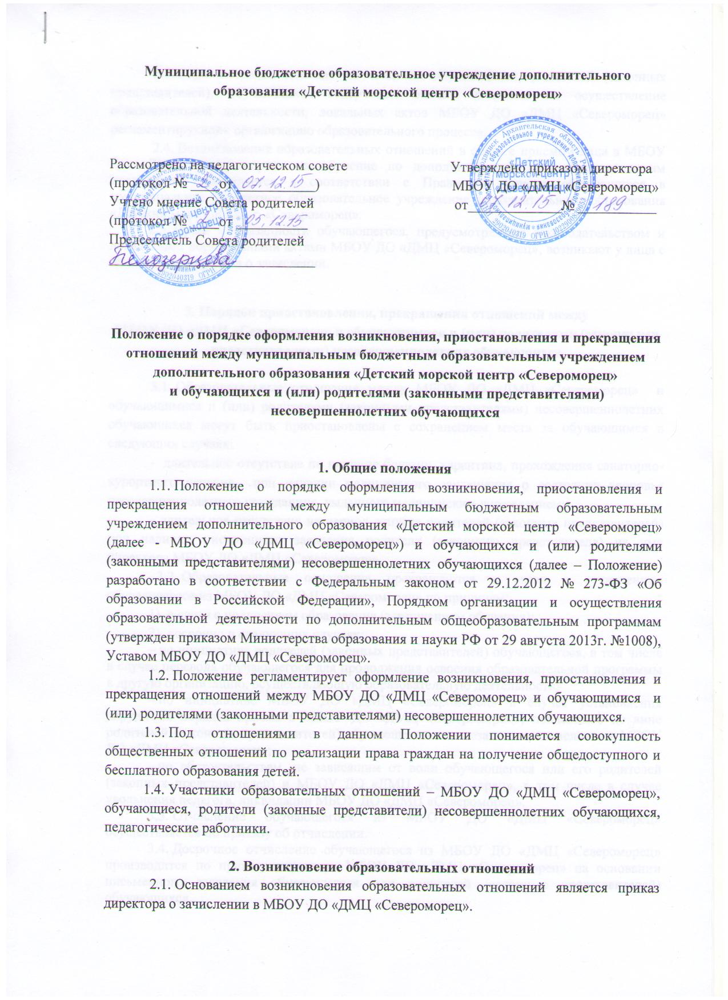 Муниципальное бюджетное образовательное учреждение дополнительного
образования «Детский морской центр «Североморец»
Рассмотрено на педагогическом совете
(протокол № 2 от 07.12.15)
Учтено мнение Совета родителей
(протокол № 2 от 05.12.15
Председатель Совета родителей
Белозерцева
Утверждено приказом директора
МБОУ ДО «ДМЦ «Североморец»
от 07.12.15 № 189
«Детский
морской центр
«Североморец»
«Детский
морской центр
«Североморец»
Положение о порядке оформления возникновения, приостановления и прекращения
отношений между муниципальным бюджетным образовательным учреждением
дополнительного образования «Детский морской центр «Североморец»
и обучающихся и (или) родителями (законными представителями)
несовершеннолетних обучающихся
1. Общие положения
1.1. Положение о порядке оформления возникновения, приостановления и
прекращения отношений между муниципальным бюджетным образовательным
учреждением дополнительного образования «Детский морской центр «Североморец»
(далее - МБОУ ДО «ДМЦ «Североморец») и обучающихся и (или) родителями
(законными представителями) несовершеннолетних обучающихся (далее – Положение)
разработано в соответствии с Федеральным законом от 29.12.2012 № 273-ФЗ «Об
образовании в Российской Федерации», Порядком организации и осуществления
образовательной деятельности по дополнительным общеобразовательным программам
(утвержден приказом Министерства образования и науки РФ от 29 августа 2013г. №1008),
Уставом МБОУ ДО «ДМЦ «Североморец».
1.2. Положение регламентирует оформление возникновения, приостановления и
прекращения отношений между МБОУ ДО «ДМЦ «Североморец» и обучающимися и
(или) родителями (законными представителями) несовершеннолетних обучающихся.
1.3. Под отношениями в данном Положении понимается совокупность
общественных отношений по реализации права граждан на получение общедоступного и
бесплатного образования детей.
1.4. Участники образовательных отношений – МБОУ ДО «ДМЦ «Североморец»,
обучающиеся, родители (законные представители) несовершеннолетних обучающихся,
педагогические работники.
2. Возникновение образовательных отношений
2.1. Основанием возникновения образовательных отношений является приказ
директора о зачислении в МБОУ ДО «ДМЦ «Североморец».